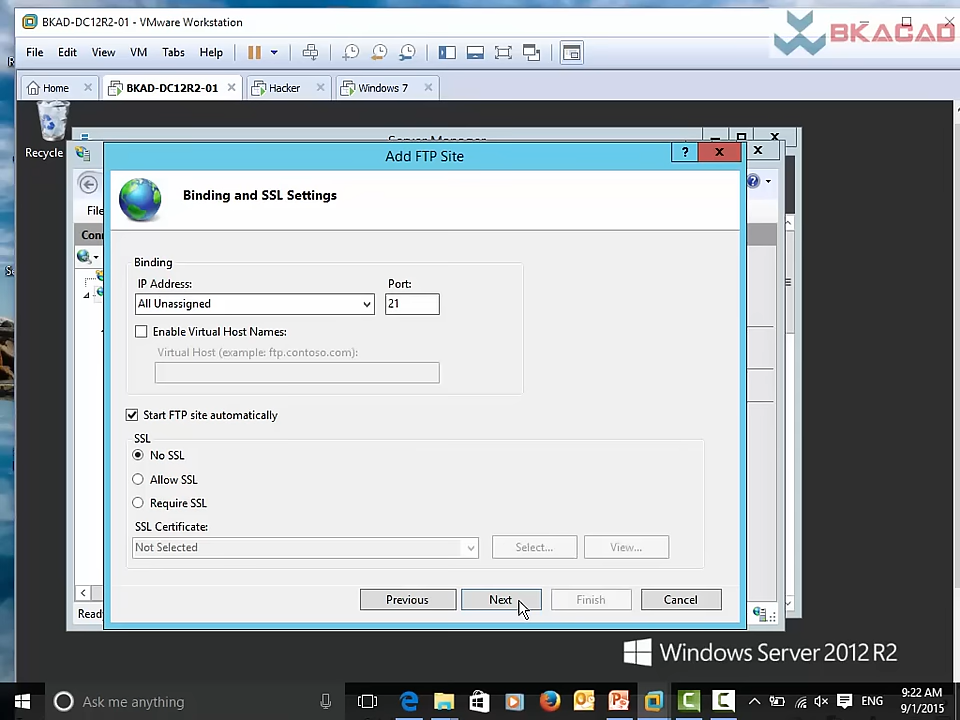 BKAD-DC12R2-01 - VMware Workstation
BKACAD
File Edit View VM Tabs Help
Home BKAD-DC12R2-01 Hacker Windows 7
Recycle
Server Manager
Add FTP Site
Binding and SSL Settings
File
Conn
Binding
IP Address: Port:
All Unassigned 21
Enable Virtual Host Names:
Virtual Host (example: ftp.contoso.com):
Start FTP site automatically
SSL
No SSL
Allow SSL
Require SSL
SSL Certificate:
Not Selected Select... View...
Previous Next Finish Cancel
Ready
Windows Server 2012 R2
Ask me anything
ENG
9:22 AM
9/1/2015